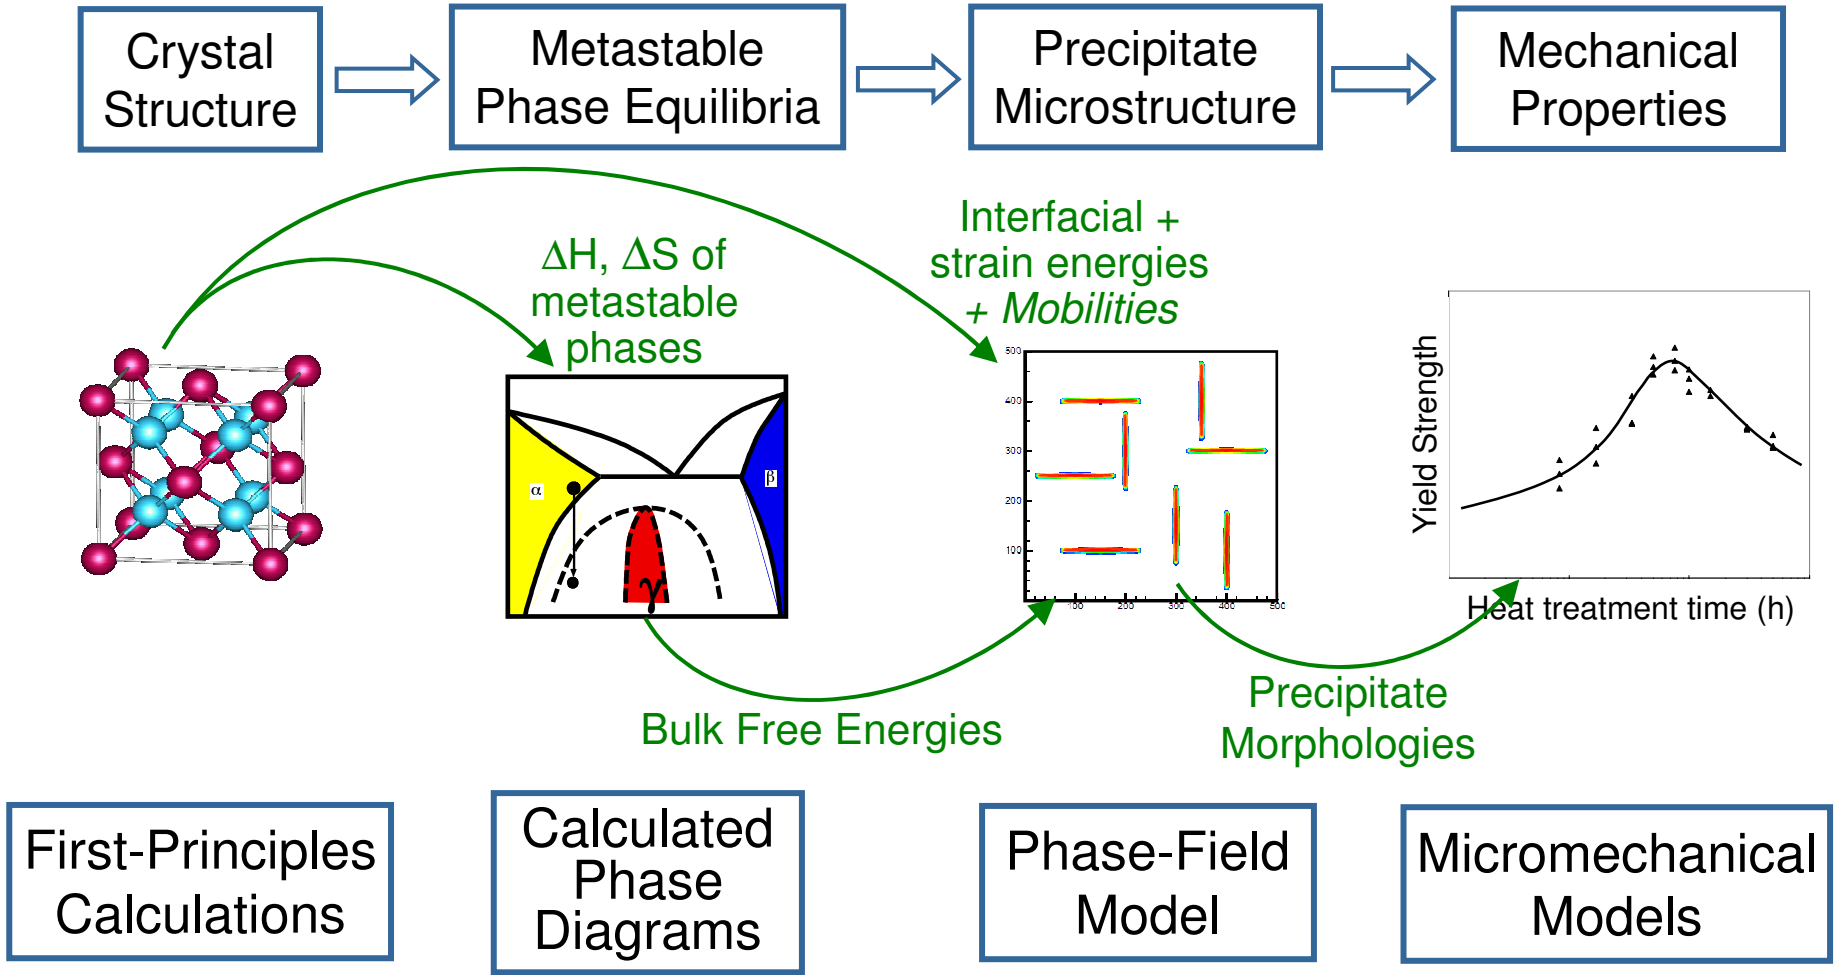 Crystal
Structure
Metastable
Phase Equilibria
Precipitate
Microstructure
Mechanical
Properties
ΔH, ΔS of
metastable
phases
Interfacial +
strain energies
+ Mobilities
α
β
γ
500
400
300
200
100
100
200
300
400
500
Yield Strength
Heat treatment time (h)
Bulk Free Energies
Precipitate
Morphologies
First-Principles
Calculations
Calculated
Phase
Diagrams
Phase-Field
Model
Micromechanical
Models